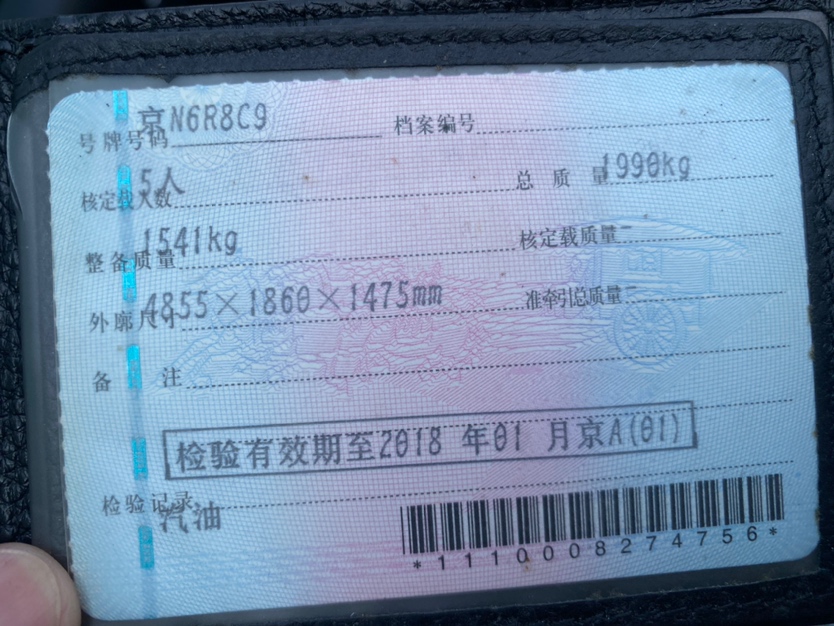 号牌号码 京N6R8C9 档案编号
核定载人数 5人 总质量 1990kg
整备质量 1541kg 核定载质量 --
外廓尺寸 4855×1860×1475mm 准牵引总质量 --
备注
检验有效期至2018 年01 月京A(01)
检验记录
汽油
*1110008274756*